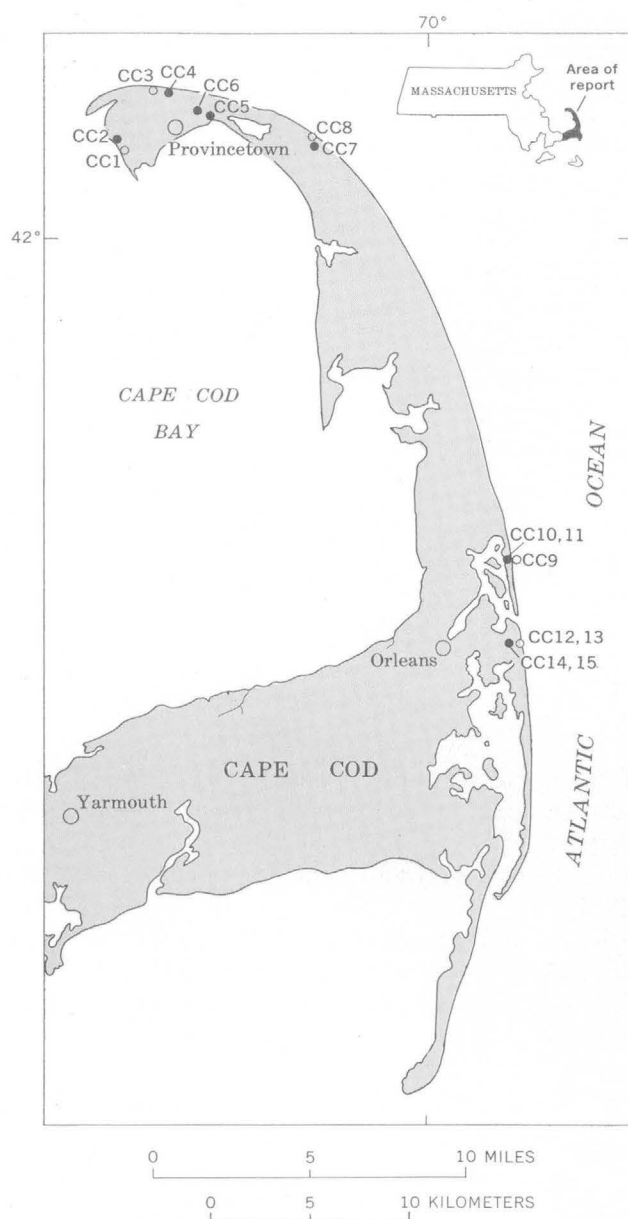 70°
CC3 CC4
CC6
CC5
CC2
CC1
Provincetown
CC8
CC7
MASSACHUSETTS
Area of
report
42°
CAPE COD
BAY
OCEAN
CC10, 11
CC9
CC12, 13
CC14, 15
Orleans
CAPE COD
Yarmouth
ATLANTIC
70°
0 5 10 MILES
0 5 10 KILOMETERS